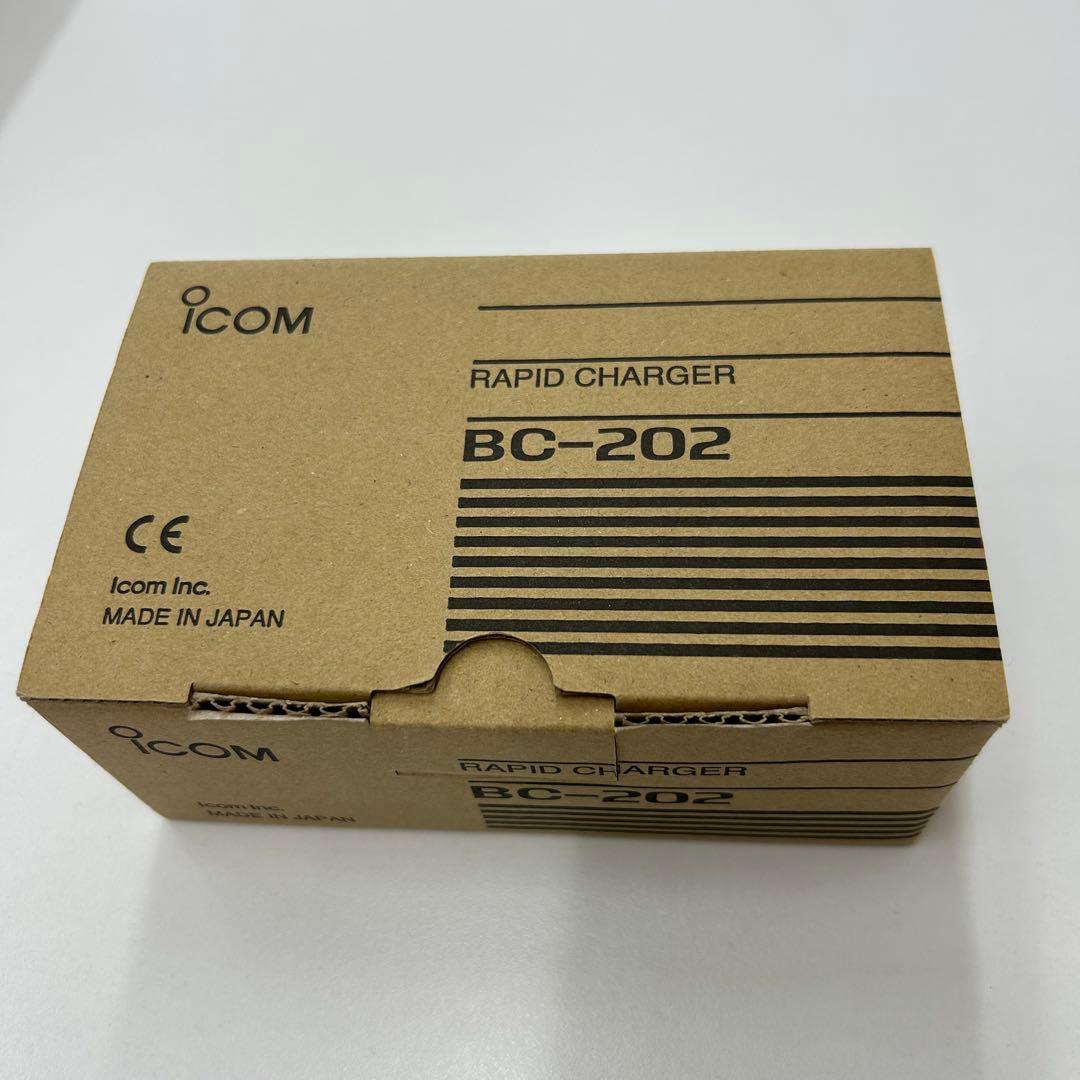 ICOM
RAPID CHARGER
BC-202
CE
Icom Inc.
MADE IN JAPAN
ICOM
RAPID CHARGER
BC-202
Icom Inc.
MADE IN JAPAN